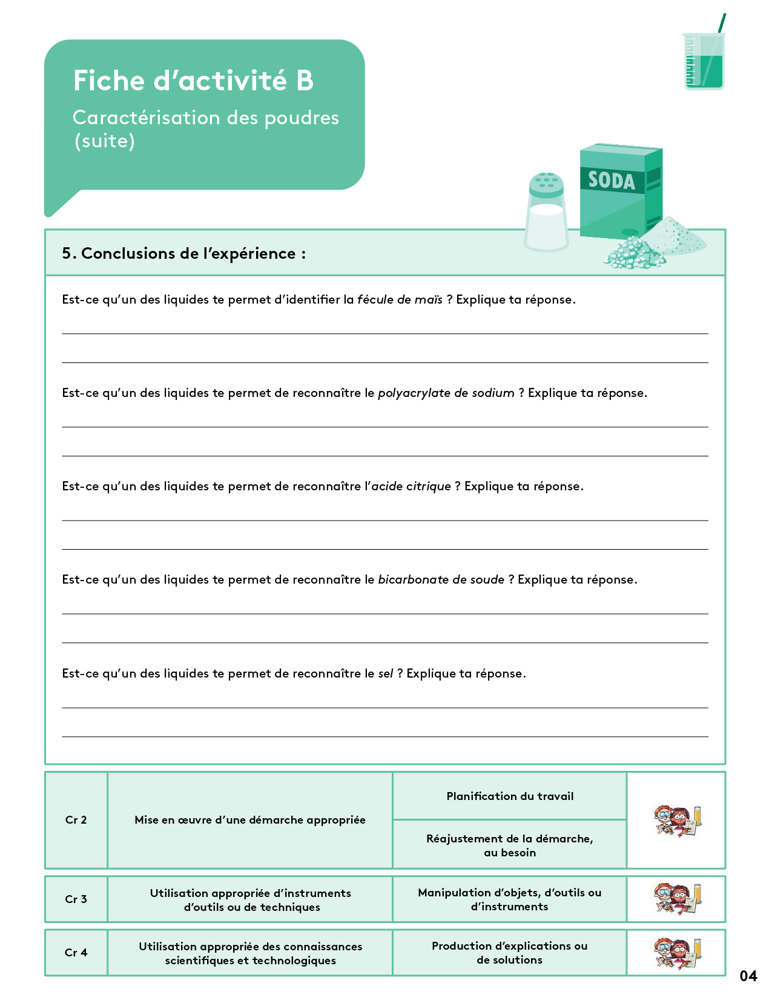 Fiche d’activité B
Caractérisation des poudres
(suite)
SODA
5. Conclusions de l’expérience :
Est-ce qu’un des liquides te permet d’identifier la fécule de maïs ? Explique ta réponse.
Est-ce qu’un des liquides te permet de reconnaître le polyacrylate de sodium ? Explique ta réponse.
Est-ce qu’un des liquides te permet de reconnaître l’acide citrique ? Explique ta réponse.
Est-ce qu’un des liquides te permet de reconnaître le bicarbonate de soude ? Explique ta réponse.
Est-ce qu’un des liquides te permet de reconnaître le sel ? Explique ta réponse.
Cr 2
Mise en œuvre d’une démarche appropriée
Planification du travail
Réajustement de la démarche,
au besoin
Cr 3
Utilisation appropriée d’instruments
d’outils ou de techniques
Manipulation d’objets, d’outils ou
d’instruments
Cr 4
Utilisation appropriée des connaissances
scientifiques et technologiques
Production d’explications ou
de solutions
04